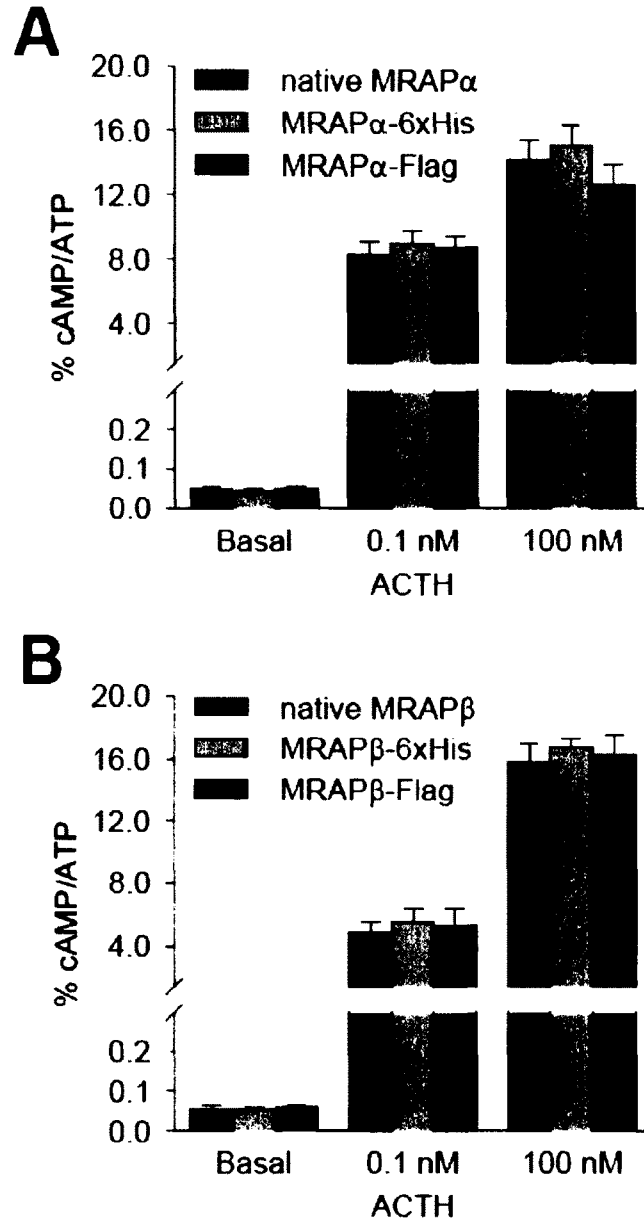 A
20.0
16.0
12.0
8.0
4.0
0.2
0.1
0.0
% cAMP/ATP
native MRAPα
MRAPα-6xHis
MRAPα-Flag
Basal
0.1 nM
100 nM
ACTH
B
20.0
16.0
12.0
8.0
4.0
0.2
0.1
0.0
% cAMP/ATP
native MRAPβ
MRAPβ-6xHis
MRAPβ-Flag
Basal
0.1 nM
100 nM
ACTH